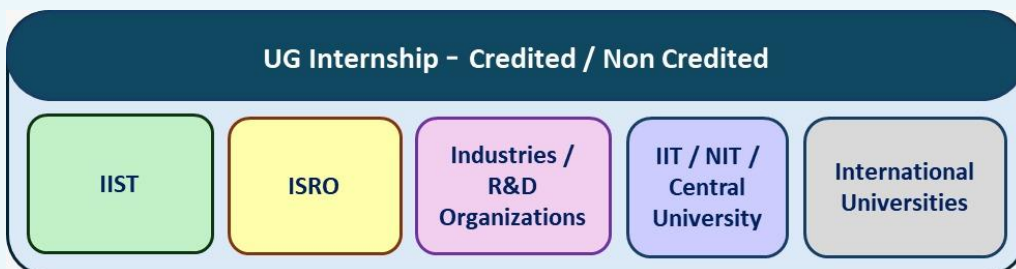 UG Internship - Credited / Non Credited
IIST
ISRO
Industries /
R&D
Organizations
IIT / NIT /
Central
University
International
Universities